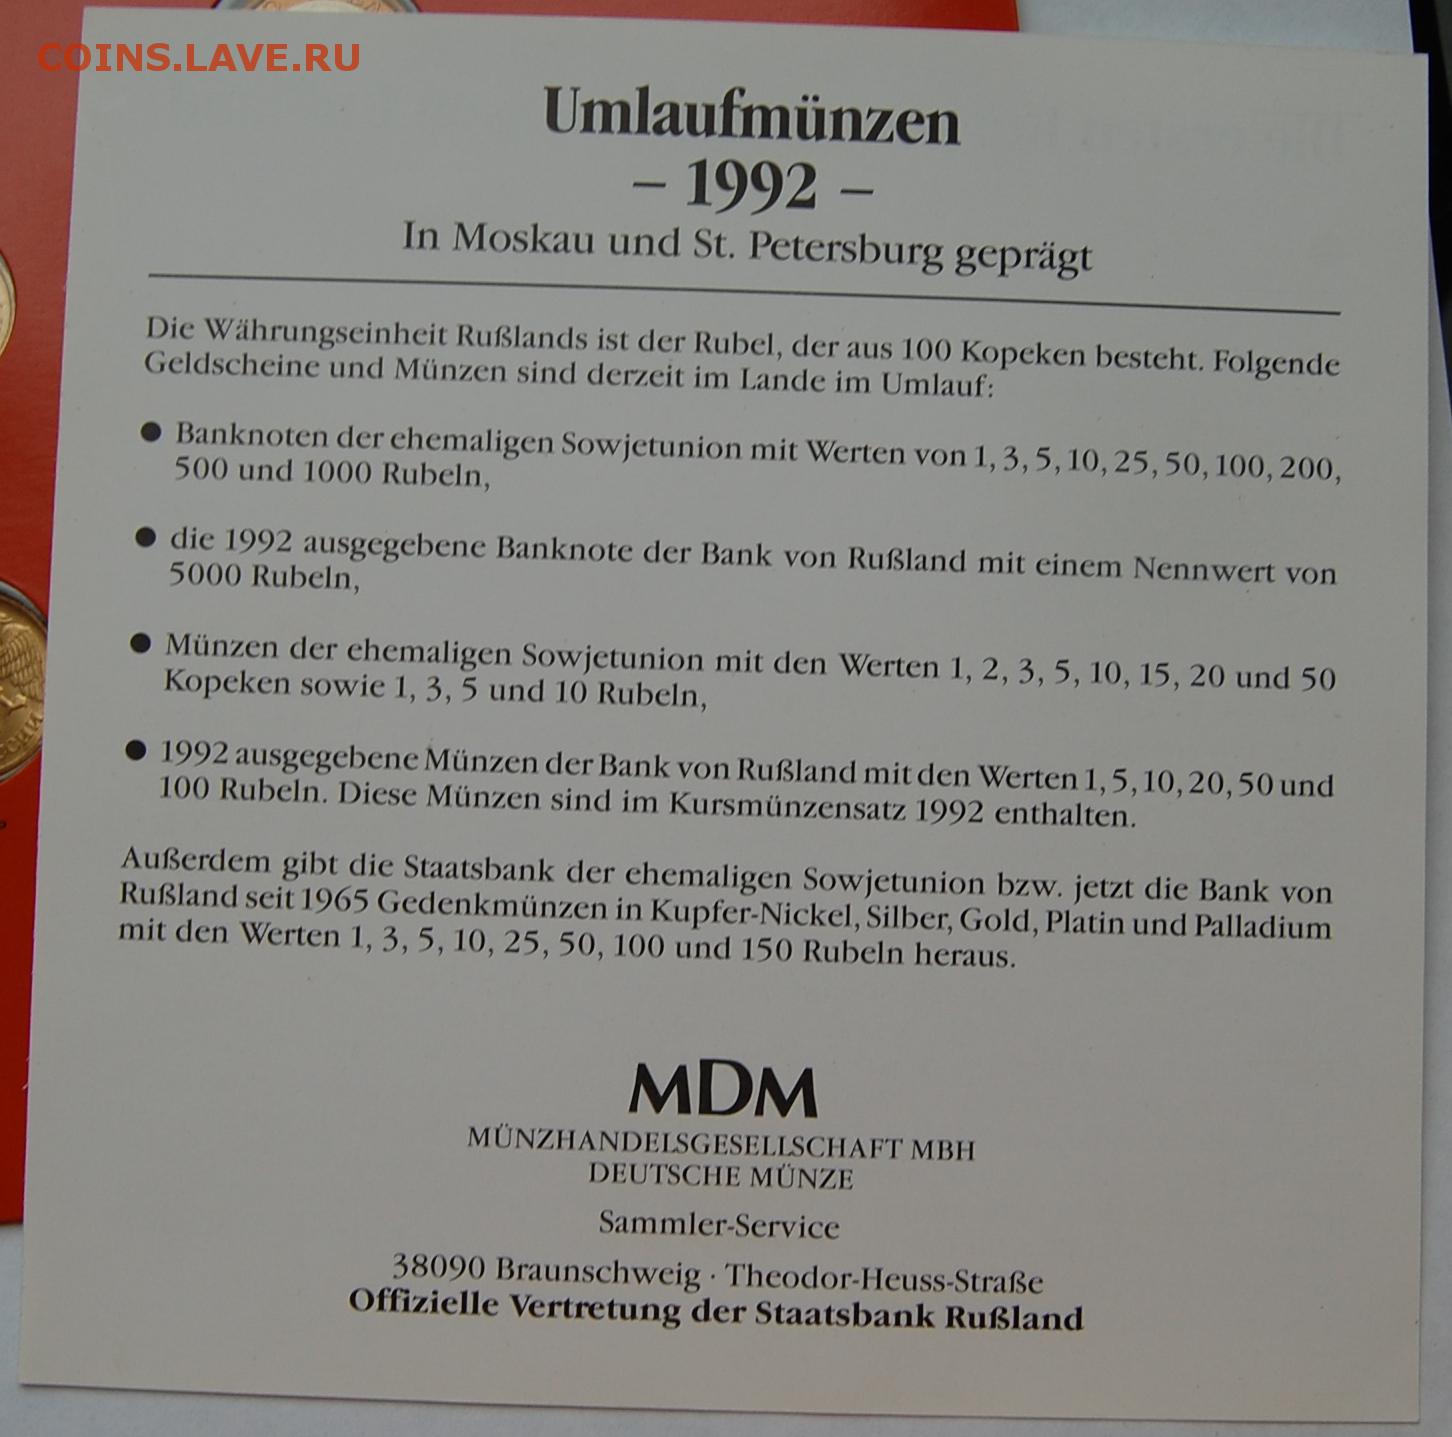 COINS.LAVE.RU
Umlaufmünzen
– 1992 –
In Moskau und St. Petersburg geprägt
Die Währungseinheit Rußlands ist der Rubel, der aus 100 Kopeken besteht. Folgende
Geldscheine und Münzen sind derzeit im Lande im Umlauf:
● Banknoten der ehemaligen Sowjetunion mit Werten von 1, 3, 5, 10, 25, 50, 100, 200,
500 und 1000 Rubeln,
● die 1992 ausgegebene Banknote der Bank von Rußland mit einem Nennwert von
5000 Rubeln,
● Münzen der ehemaligen Sowjetunion mit den Werten 1, 2, 3, 5, 10, 15, 20 und 50
Kopeken sowie 1, 3, 5 und 10 Rubeln,
● 1992 ausgegebene Münzen der Bank von Rußland mit den Werten 1, 5, 10, 20, 50 und
100 Rubeln. Diese Münzen sind im Kursmünzensatz 1992 enthalten.
Außerdem gibt die Staatsbank der ehemaligen Sowjetunion bzw. jetzt die Bank von
Rußland seit 1965 Gedenkmünzen in Kupfer-Nickel, Silber, Gold, Platin und Palladium
mit den Werten 1, 3, 5, 10, 25, 50, 100 und 150 Rubeln heraus.
MDM
MÜNZHANDELSGESELLSCHAFT MBH
DEUTSCHE MÜNZE
Sammler-Service
38090 Braunschweig · Theodor-Heuss-Straße
Offizielle Vertretung der Staatsbank Rußland